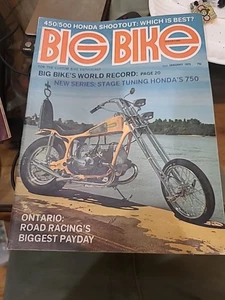 450/500 HONDA SHOOTOUT: WHICH IS BEST?
BIG BIKE
BIG BIKE'S WORLD RECORD: PAGE 20
NEW SERIES: STAGE TUNING HONDA'S 750
ONTARIO:
ROAD RACING'S
BIGGEST PAYDAY